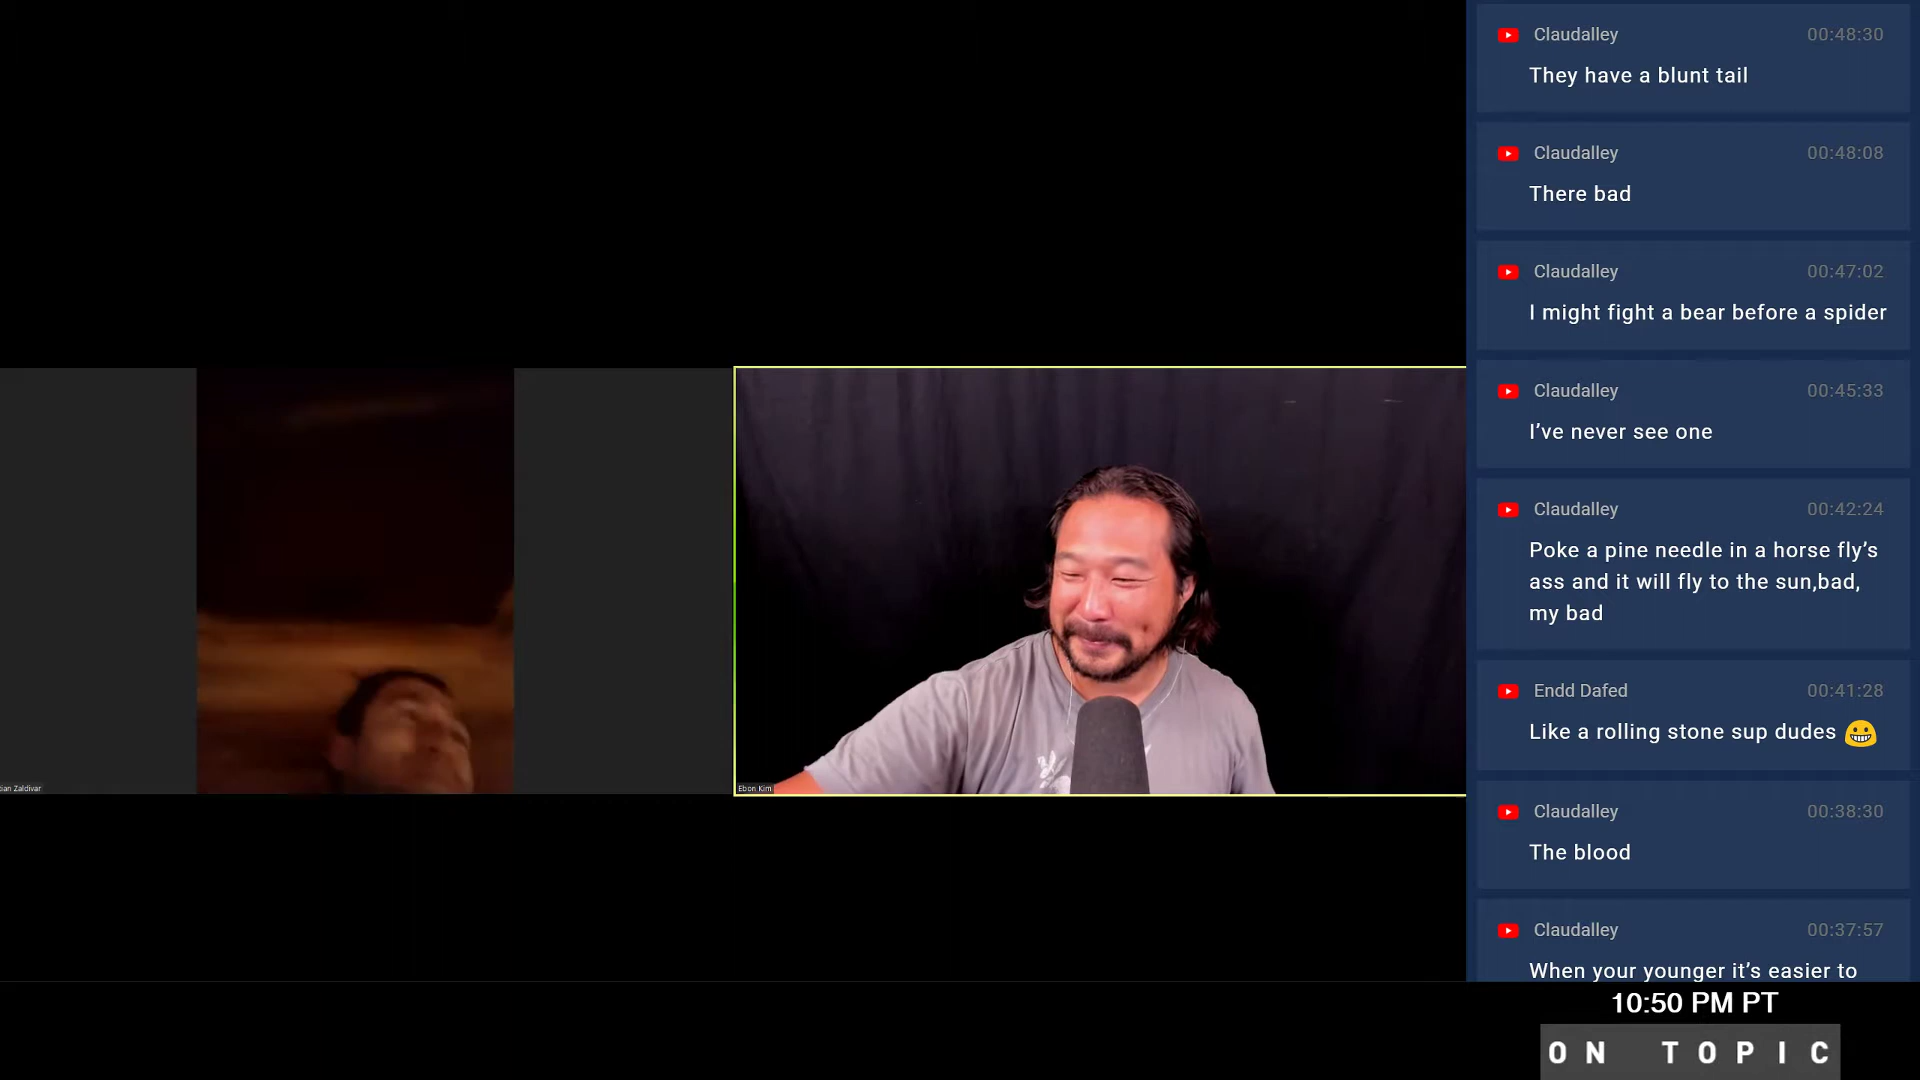 Claudalley 00:48:30
They have a blunt tail
Claudalley 00:48:08
There bad
Claudalley 00:47:02
I might fight a bear before a spider
Claudalley 00:45:33
I’ve never see one
Claudalley 00:42:24
Poke a pine needle in a horse fly’s
ass and it will fly to the sun,bad,
my bad
Endd Dafed 00:41:28
Like a rolling stone sup dudes 😀
Claudalley 00:38:30
The blood
Claudalley 00:37:57
When your younger it’s easier to
Zaldivar
Ebon Kim
10:50 PM PT
ON TOPIC